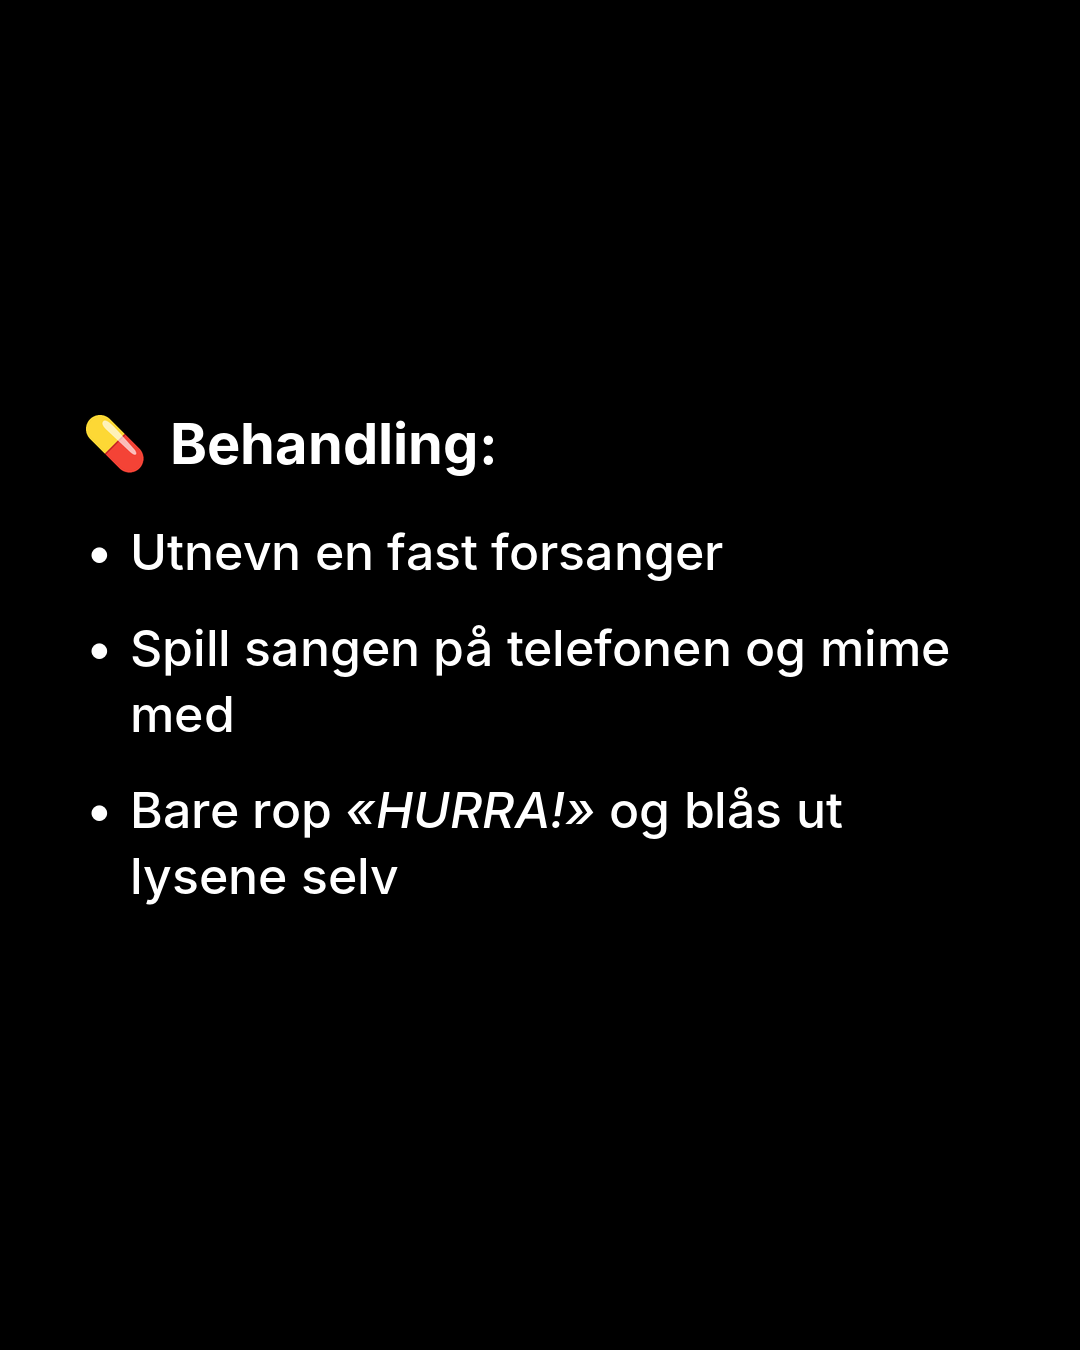 💊 Behandling:
• Utnevn en fast forsanger
• Spill sangen på telefonen og mime
med
• Bare rop «HURRA!» og blås ut
lysene selv